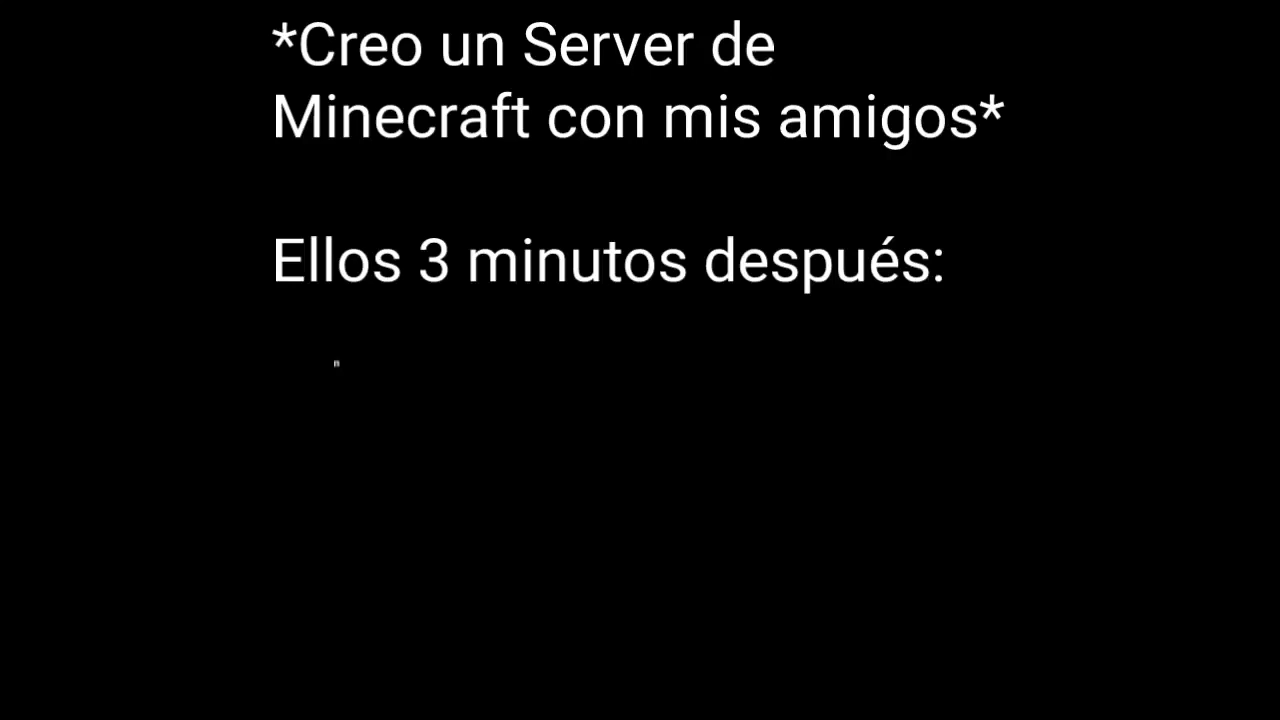 *Creo un Server de
Minecraft con mis amigos*
Ellos 3 minutos después: